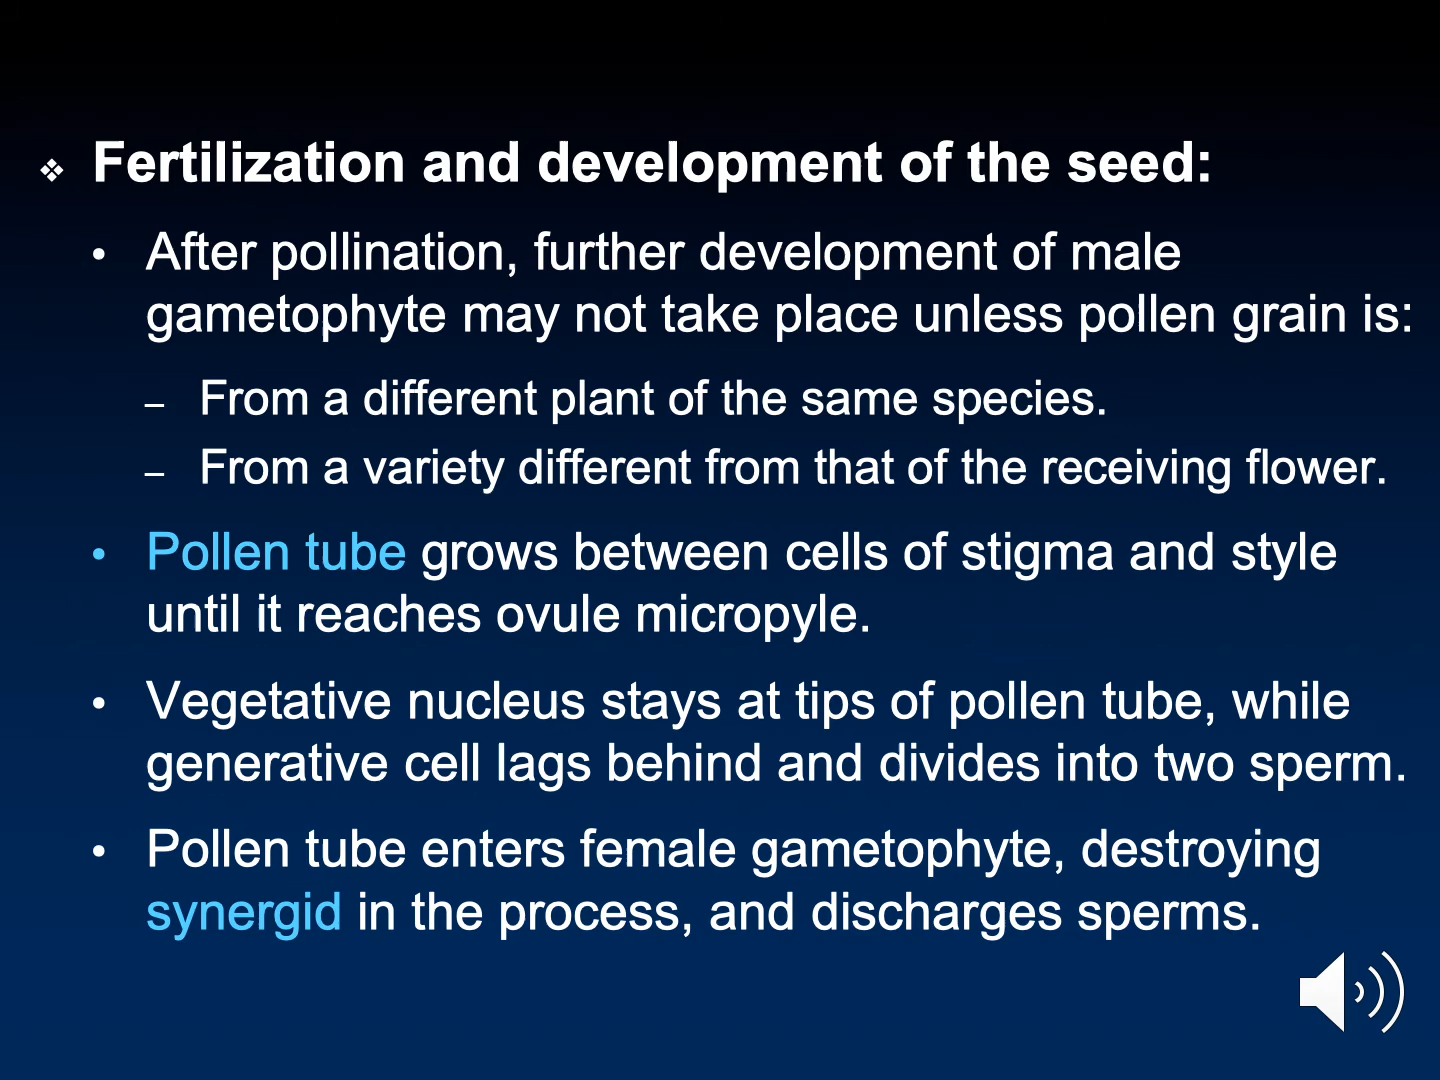 ❖ Fertilization and development of the seed:
• After pollination, further development of male
gametophyte may not take place unless pollen grain is:
– From a different plant of the same species.
– From a variety different from that of the receiving flower.
• Pollen tube grows between cells of stigma and style
until it reaches ovule micropyle.
• Vegetative nucleus stays at tips of pollen tube, while
generative cell lags behind and divides into two sperm.
• Pollen tube enters female gametophyte, destroying
synergid in the process, and discharges sperms.